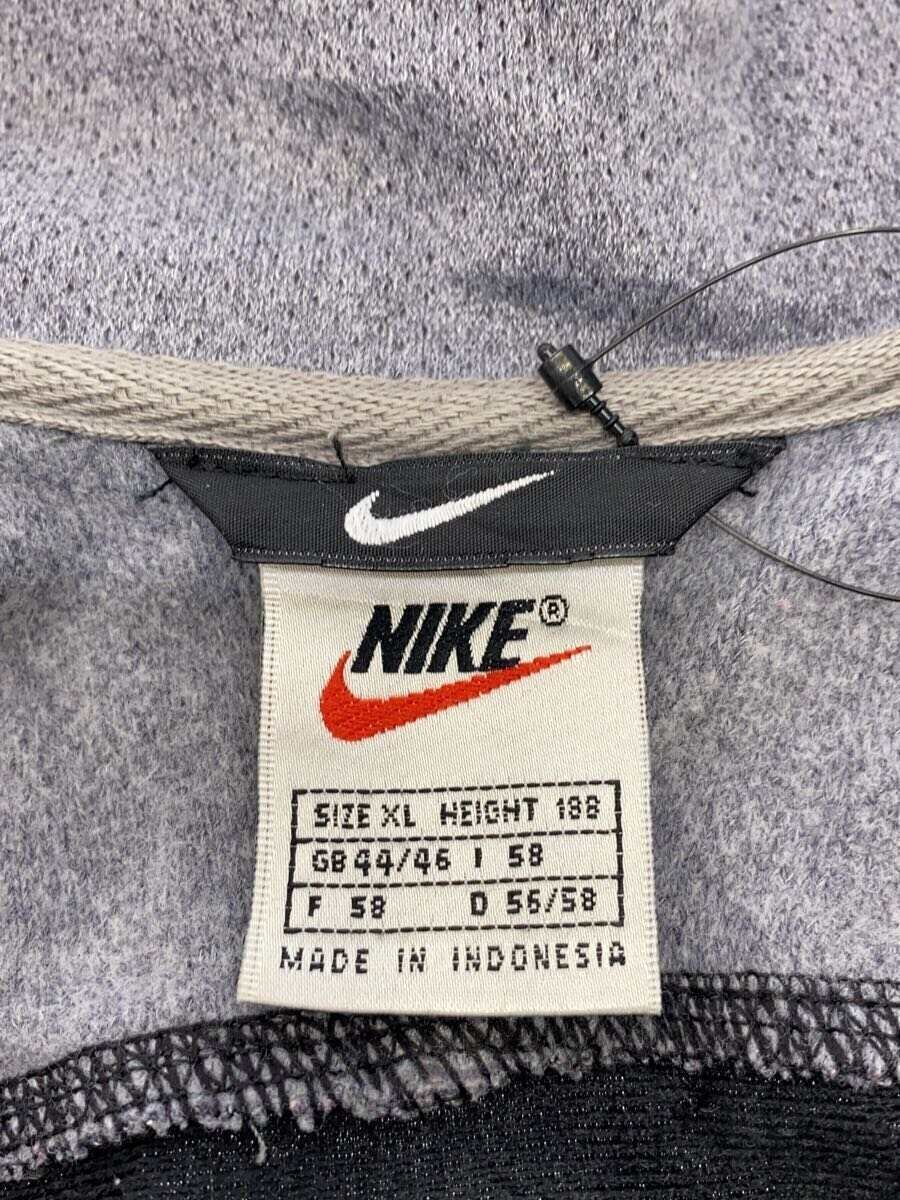 NIKE®
SIZE XL HEIGHT 188
GB 44/46 I 58
F 58 D 56/58
MADE IN INDONESIA